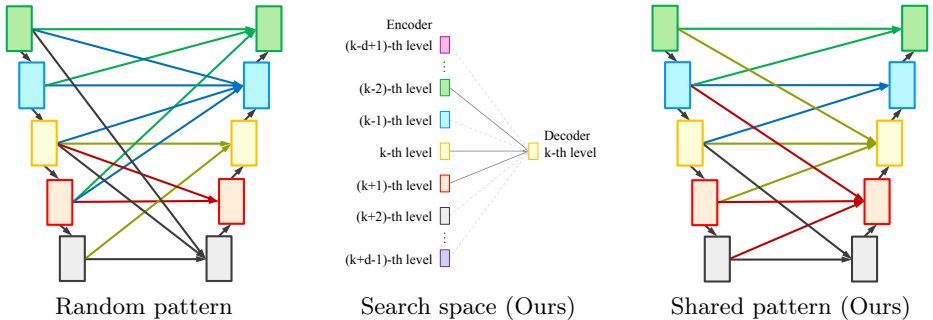 Encoder
(k-d+1)-th level
⋮
(k-2)-th level
(k-1)-th level
Decoder
k-th level
k-th level
(k+1)-th level
(k+2)-th level
⋮
(k+d-1)-th level
Random pattern
Search space (Ours)
Shared pattern (Ours)